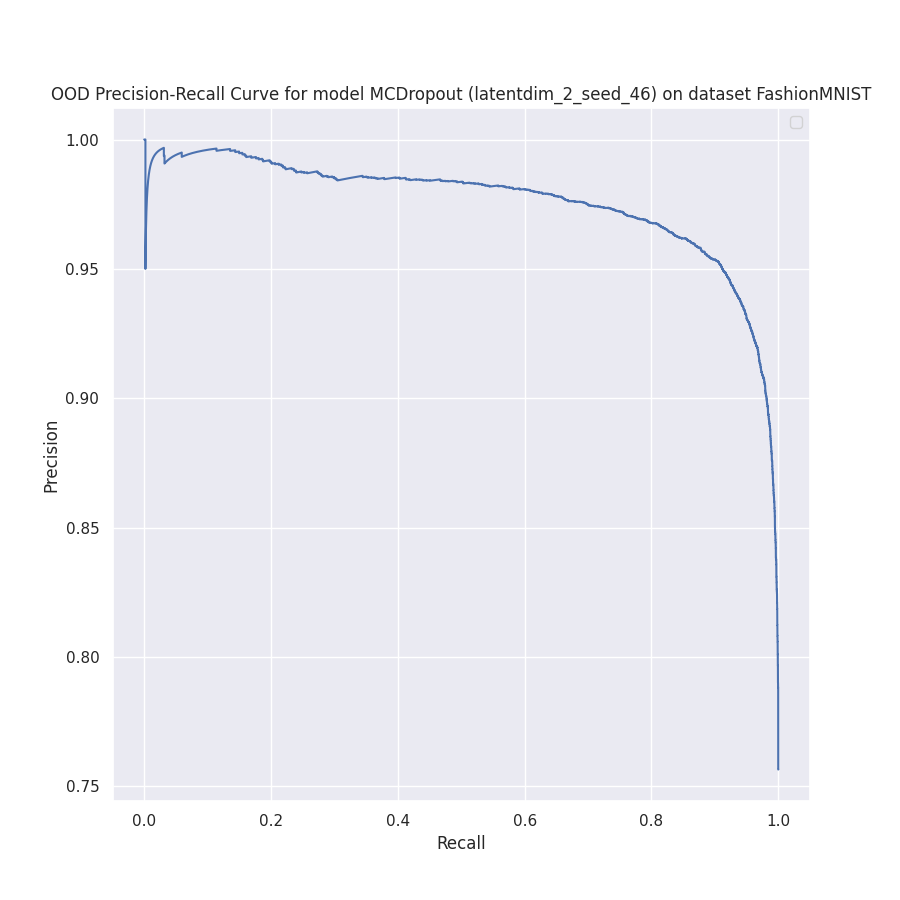 OOD Precision-Recall Curve for model MCDropout (latentdim_2_seed_46) on dataset FashionMNIST
1.00
0.95
0.90
0.85
0.80
0.75
Precision
0.0 0.2 0.4 0.6 0.8 1.0
Recall